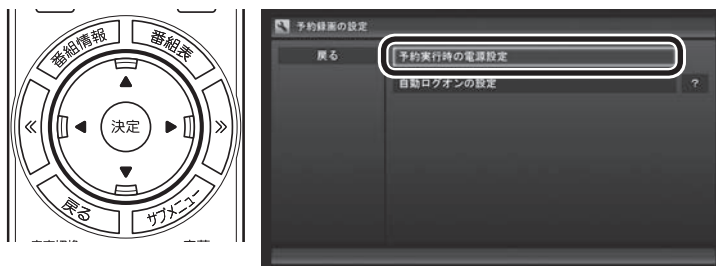 番組情報
番組表
決定
戻る
サブメニュー
予約録画の設定
戻る
予約実行時の電源設定
自動ログオンの設定
?